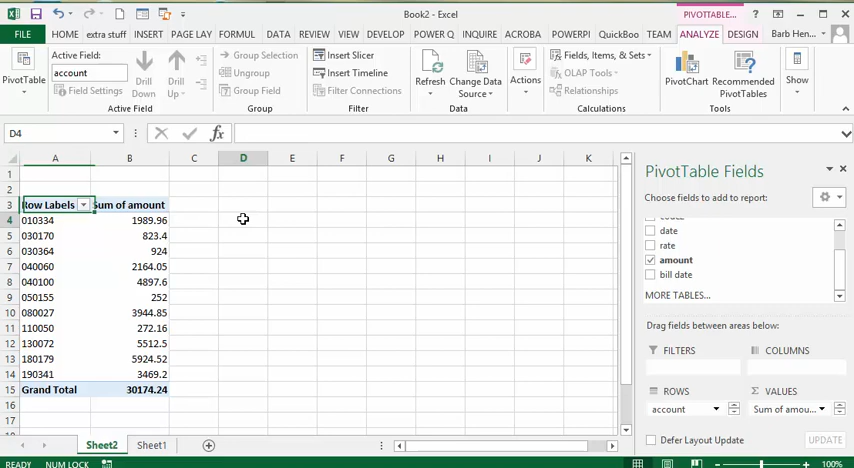 Book2 - Excel
PIVOTTABLE...
FILE HOME extra stuff INSERT PAGE LAY FORMUL DATA REVIEW VIEW DEVELOP POWER Q INQUIRE ACROBA POWERPI QuickBoo TEAM ANALYZE DESIGN Barb Hen...
PivotTable
Active Field:
account
Field Settings
Drill Down
Drill Up
Active Field
Group Selection
Ungroup
Group Field
Group
Insert Slicer
Insert Timeline
Filter Connections
Filter
Refresh
Change Data Source
Data
Actions
Fields, Items, & Sets
OLAP Tools
Relationships
Calculations
PivotChart
Recommended PivotTables
Tools
Show
D4
fx
A B C D E F G H I J K
1
2
3 Row Labels Sum of amount
4 010334 1989.96
5 030170 823.4
6 030364 924
7 040060 2164.05
8 040100 4897.6
9 050155 252
10 080027 3944.85
11 110050 272.16
12 130072 5512.5
13 180179 5924.52
14 190341 3469.2
15 Grand Total 30174.24
16
17
PivotTable Fields
Choose fields to add to report:
date
rate
amount
bill date
MORE TABLES...
Drag fields between areas below:
FILTERS
COLUMNS
ROWS
account
Σ VALUES
Sum of amou...
Defer Layout Update
UPDATE
Sheet2 Sheet1
READY NUM LOCK 100%